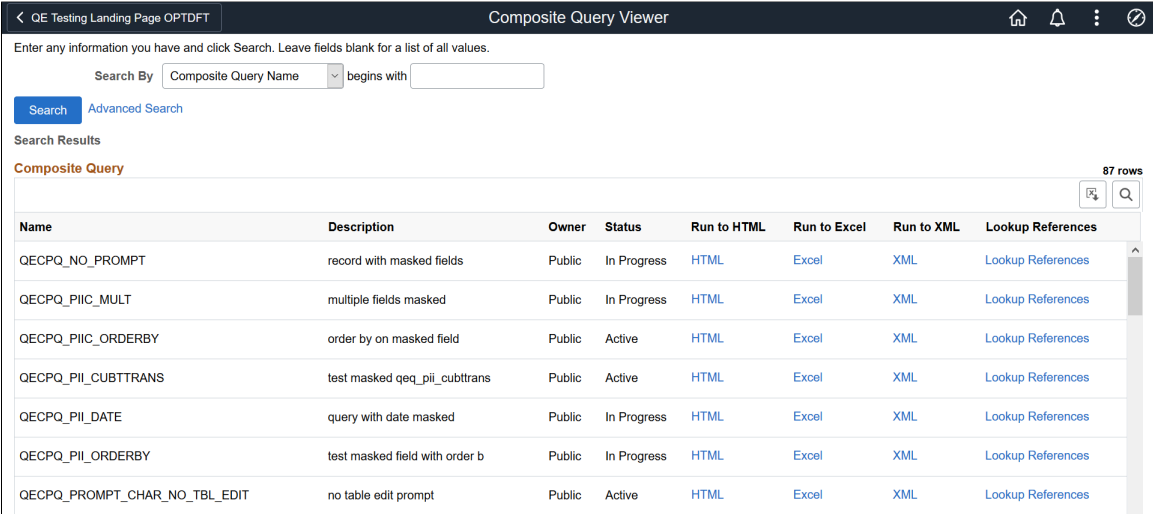 QE Testing Landing Page OPTDFT Composite Query Viewer
Enter any information you have and click Search. Leave fields blank for a list of all values.
Search By Composite Query Name begins with
Search Advanced Search
Search Results
Composite Query 87 rows
Name Description Owner Status Run to HTML Run to Excel Run to XML Lookup References
QECPQ_NO_PROMPT record with masked fields Public In Progress HTML Excel XML Lookup References
QECPQ_PIIC_MULT multiple fields masked Public In Progress HTML Excel XML Lookup References
QECPQ_PIIC_ORDERBY order by on masked field Public Active HTML Excel XML Lookup References
QECPQ_PII_CUBTTRANS test masked qeq_pii_cubttrans Public Active HTML Excel XML Lookup References
QECPQ_PII_DATE query with date masked Public In Progress HTML Excel XML Lookup References
QECPQ_PII_ORDERBY test masked field with order b Public In Progress HTML Excel XML Lookup References
QECPQ_PROMPT_CHAR_NO_TBL_EDIT no table edit prompt Public Active HTML Excel XML Lookup References